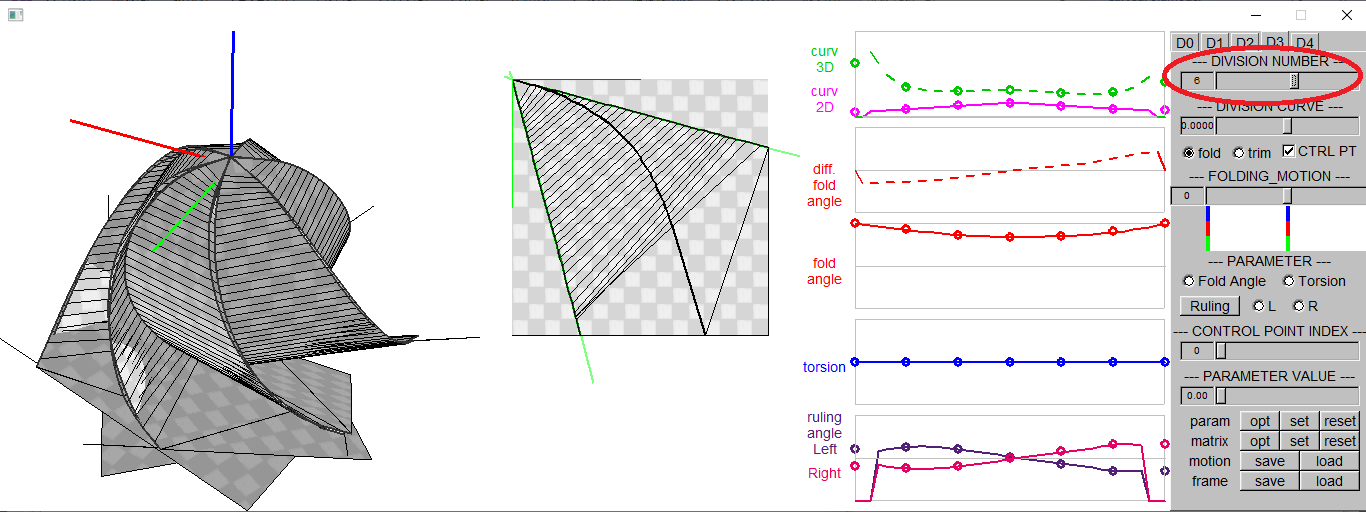 curv
3D
curv
2D
diff.
fold
angle
fold
angle
torsion
ruling
angle
Left
Right
D0 D1 D2 D3 D4
--- DIVISION NUMBER ---
6
--- DIVISION CURVE ---
0.0000
fold trim CTRL PT
--- FOLDING_MOTION ---
0
--- PARAMETER ---
Fold Angle Torsion
Ruling L R
--- CONTROL POINT INDEX ---
0
--- PARAMETER VALUE ---
0.00
param opt set reset
matrix opt set reset
motion save load
frame save load